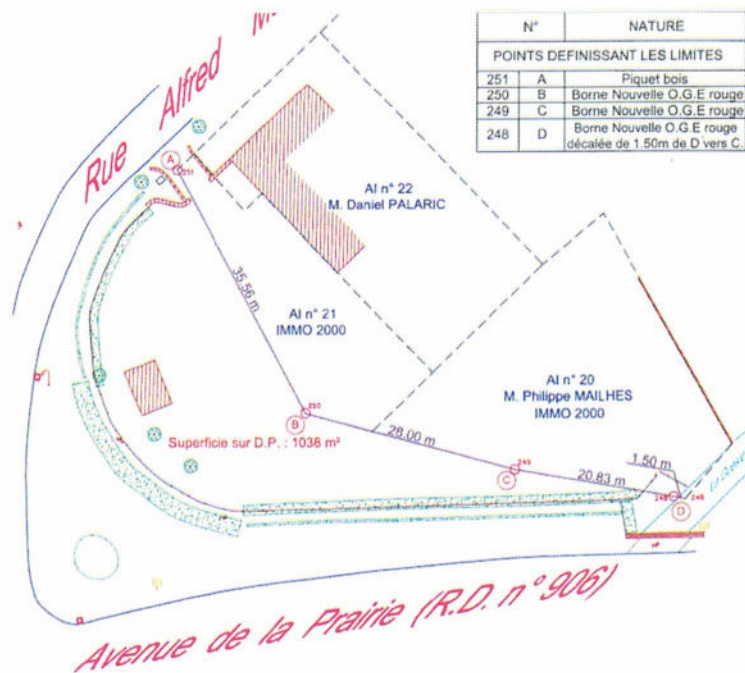 Rue Alfred
N° NATURE
POINTS DEFINISSANT LES LIMITES
251 A Piquet bois
250 B Borne Nouvelle O.G.E rouge
249 C Borne Nouvelle O.G.E rouge
248 D Borne Nouvelle O.G.E rouge
décalée de 1.50m de D vers C.
A
251
AI n° 22
M. Daniel PALARIC
35.56 m
AI n° 21
IMMO 2000
AI n° 20
M. Philippe MAILHES
IMMO 2000
250
B
28.00 m
Superficie sur D.P. : 1038 m²
249
C
1.50 m
20.83 m
248
248
D
Avenue de la Prairie (R.D. n° 906)